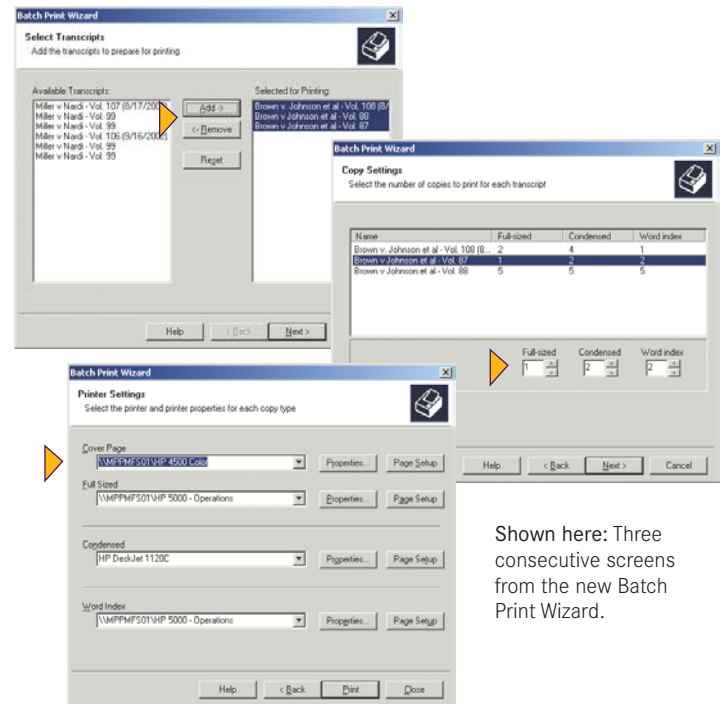 Batch Print Wizard
Select Transcripts
Add the transcripts to prepare for printing
Available Transcripts:
Miller v Nardi - Vol. 107 (8/17/200
Miller v Nardi - Vol. 99
Miller v Nardi - Vol. 99
Miller v Nardi - Vol. 106 (9/16/2002)
Miller v Nardi - Vol. 99
Miller v Nardi - Vol. 99
Add ->
<- Remove
Reset
Selected for Printing:
Brown v. Johnson et al - Vol. 108 (8/
Brown v Johnson et al - Vol. 88
Brown v Johnson et al - Vol. 87
Help
< Back
Next >
Batch Print Wizard
Copy Settings
Select the number of copies to print for each transcript
Name Full-sized Condensed Word index
Brown v. Johnson et al - Vol. 108 (8... 2 4 1
Brown v Johnson et al - Vol. 87 1 2 2
Brown v Johnson et al - Vol. 88 5 5 5
Full-sized Condensed Word index
1 2 2
Help
< Back
Next >
Cancel
Batch Print Wizard
Printer Settings
Select the printer and printer properties for each copy type
Cover Page
\\MPPMFS01\HP 4500 Color
Properties... Page Setup
Full Sized
\\MPPMFS01\HP 5000 - Operations
Properties... Page Setup
Condensed
HP DeskJet 1120C
Properties... Page Setup
Word Index
\\MPPMFS01\HP 5000 - Operations
Properties... Page Setup
Help
< Back
Print
Close
Shown here: Three
consecutive screens
from the new Batch
Print Wizard.